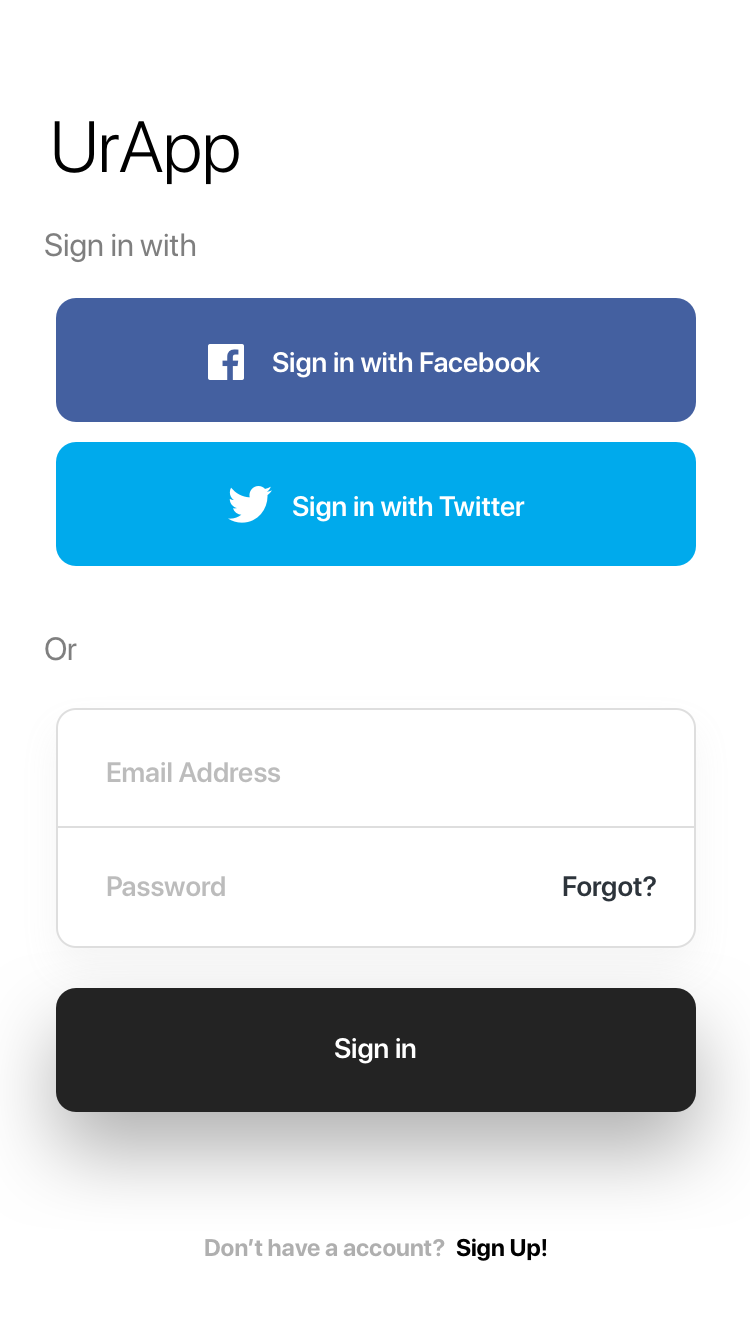 UrApp
Sign in with
Sign in with Facebook
Sign in with Twitter
Or
Email Address
Password Forgot?
Sign in
Don’t have a account? Sign Up!